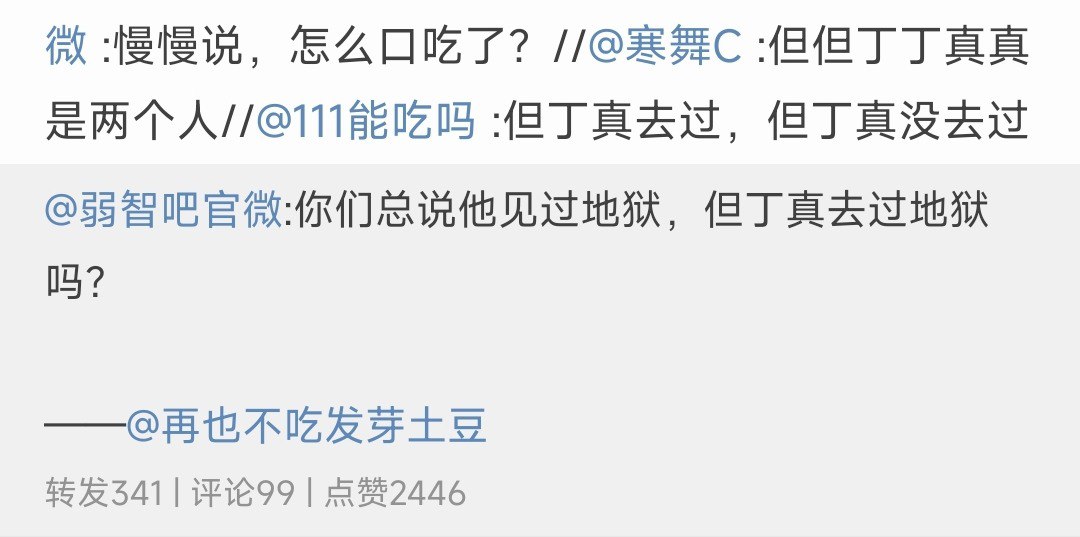 微 :慢慢说，怎么口吃了？//@寒舞C :但但丁丁真真
是两个人//@111能吃吗 :但丁真去过，但丁真没去过
@弱智吧官微:你们总说他见过地狱，但丁真去过地狱
吗？
——@再也不吃发芽土豆
转发341 | 评论99 | 点赞2446